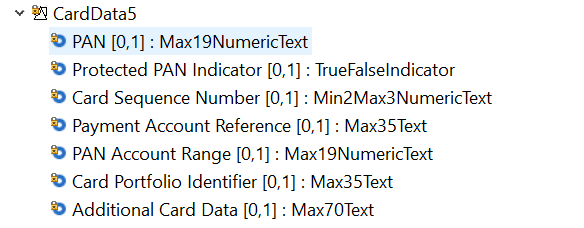 CardData5
PAN [0,1] : Max19NumericText
Protected PAN Indicator [0,1] : TrueFalseIndicator
Card Sequence Number [0,1] : Min2Max3NumericText
Payment Account Reference [0,1] : Max35Text
PAN Account Range [0,1] : Max19NumericText
Card Portfolio Identifier [0,1] : Max35Text
Additional Card Data [0,1] : Max70Text